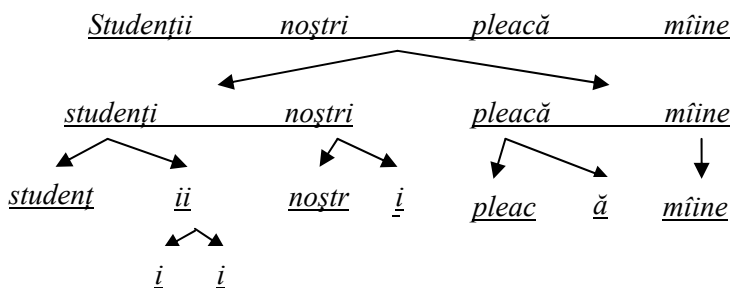 Studenţii noştri pleacă mîine
studenţi noştri pleacă mîine
studenţ ii noştr i pleac ă mîine
i i